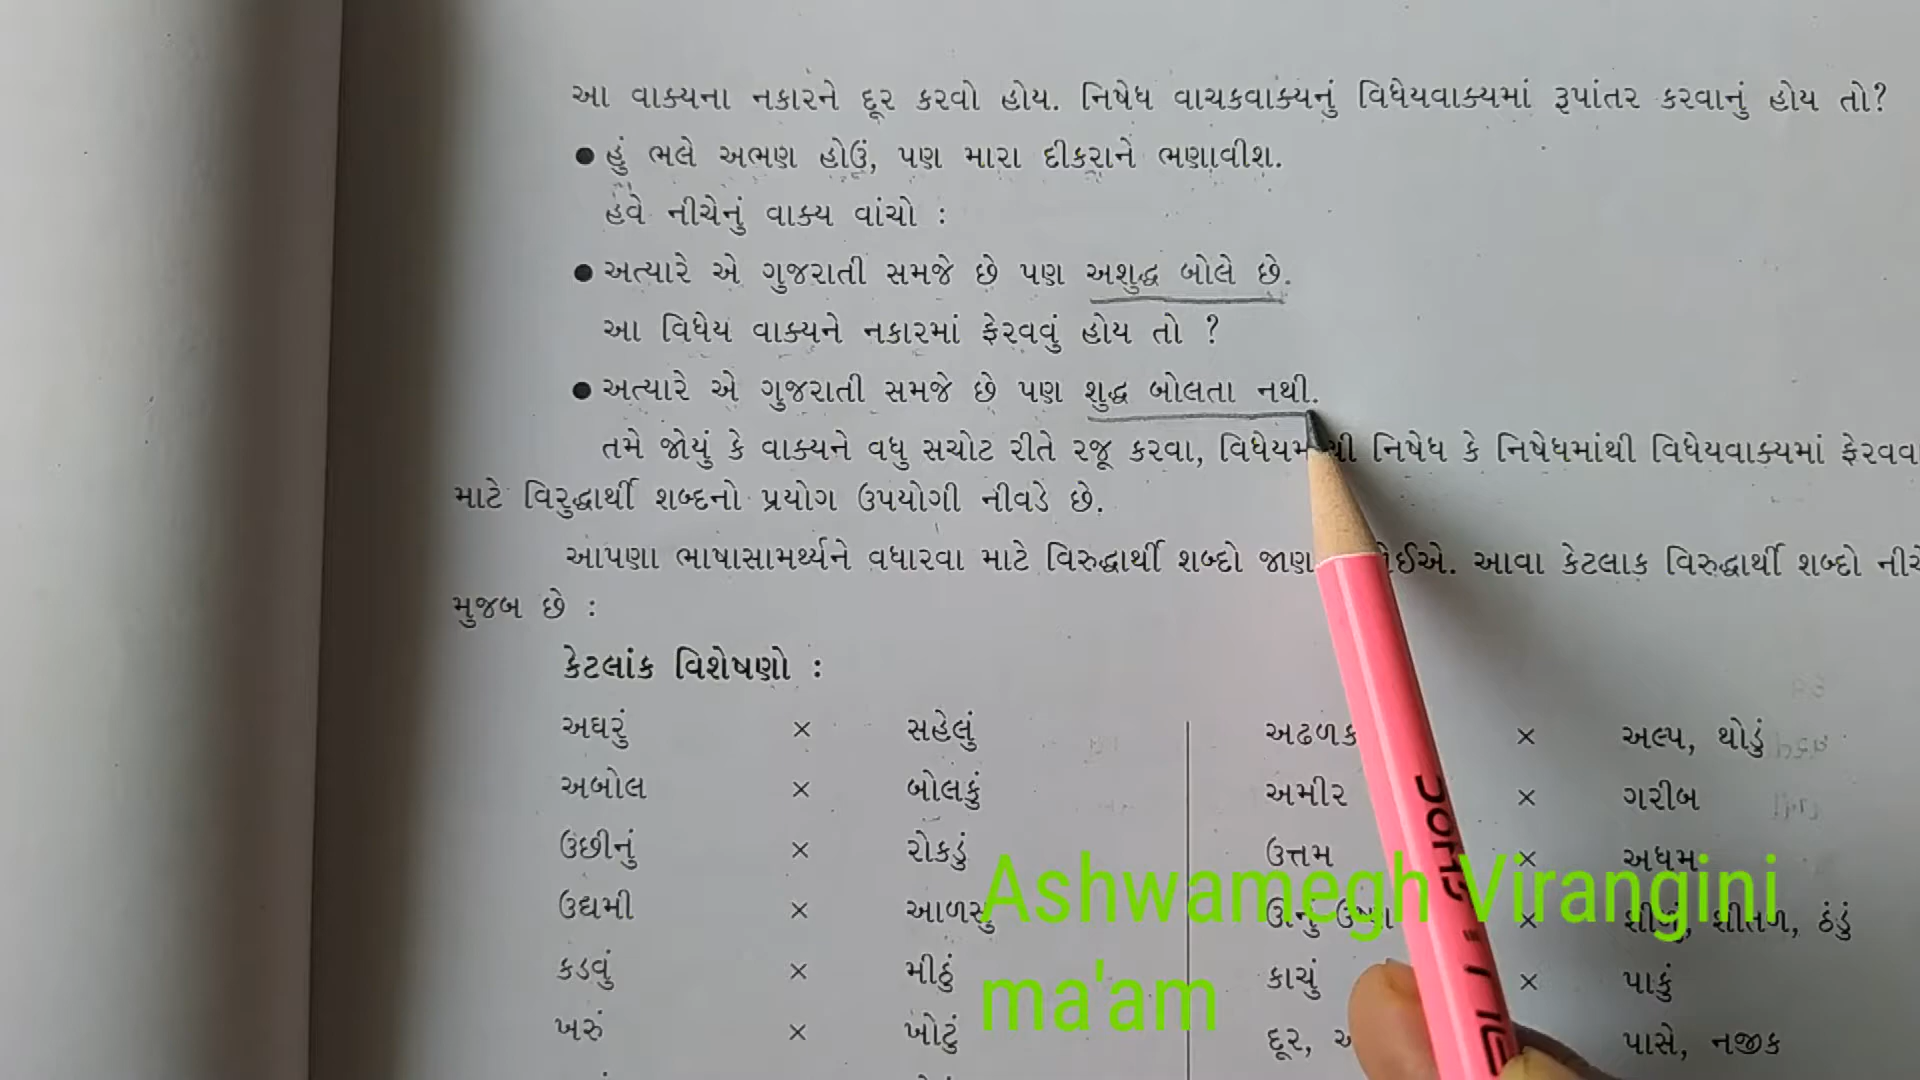 આ વાક્યના નકારને દૂર કરવો હોય. નિષેધ વાચકવાક્યનું વિધેયવાક્યમાં રૂપાંતર કરવાનું હોય તો?
● હું ભલે અભણ હોઉં, પણ મારા દીકરાને ભણાવીશ.
હવે નીચેનું વાક્ય વાંચો :
● અત્યારે એ ગુજરાતી સમજે છે પણ અશુદ્ધ બોલે છે.
આ વિધેય વાક્યને નકારમાં ફેરવવું હોય તો ?
● અત્યારે એ ગુજરાતી સમજે છે પણ શુદ્ધ બોલતા નથી.
તમે જોયું કે વાક્યને વધુ સચોટ રીતે રજૂ કરવા, નિષેધ કે નિષેધમાંથી વિધેયવાક્યમાં
માટે વિરુદ્ધાર્થી શબ્દનો પ્રયોગ ઉપયોગી નીવડે છે.
આપણા ભાષાસામર્થ્યને વધારવા માટે વિરુદ્ધાર્થી શબ્દો આવા કેટલાક વિરુદ્ધાર્થી શબ્દો
મુજબ છે :
કેટલાંક વિશેષણો :
અઘરું × સહેલું અઢળક × અલ્પ, થોડું
અબોલ × બોલકું અમીર × ગરીબ
ઉછીનું × રોકડું ઉત્તમ × અધમ
ઉદ્યમી × આળસુ × શીતળ, ઠંડું
કડવું × મીઠું કાચું × પાકું
ખરું × ખોટું દૂર, × પાસે, નજીક
Ashwamegh Virangini
ma'am